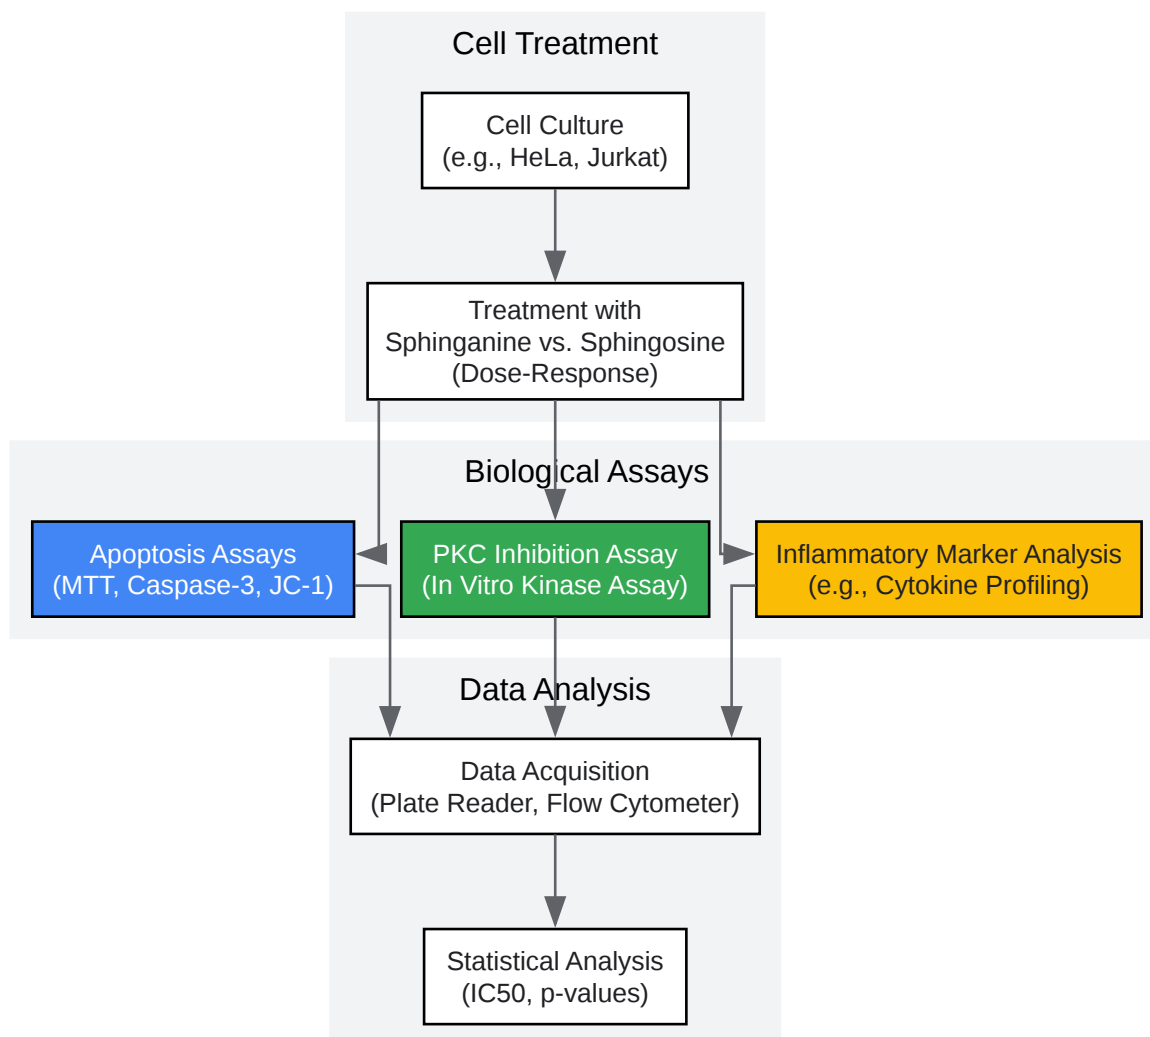 Cell Treatment
Cell Culture
(e.g., HeLa, Jurkat)
Treatment with
Sphinganine vs. Sphingosine
(Dose-Response)
Biological Assays
Apoptosis Assays
(MTT, Caspase-3, JC-1)
PKC Inhibition Assay
(In Vitro Kinase Assay)
Inflammatory Marker Analysis
(e.g., Cytokine Profiling)
Data Analysis
Data Acquisition
(Plate Reader, Flow Cytometer)
Statistical Analysis
(IC50, p-values)